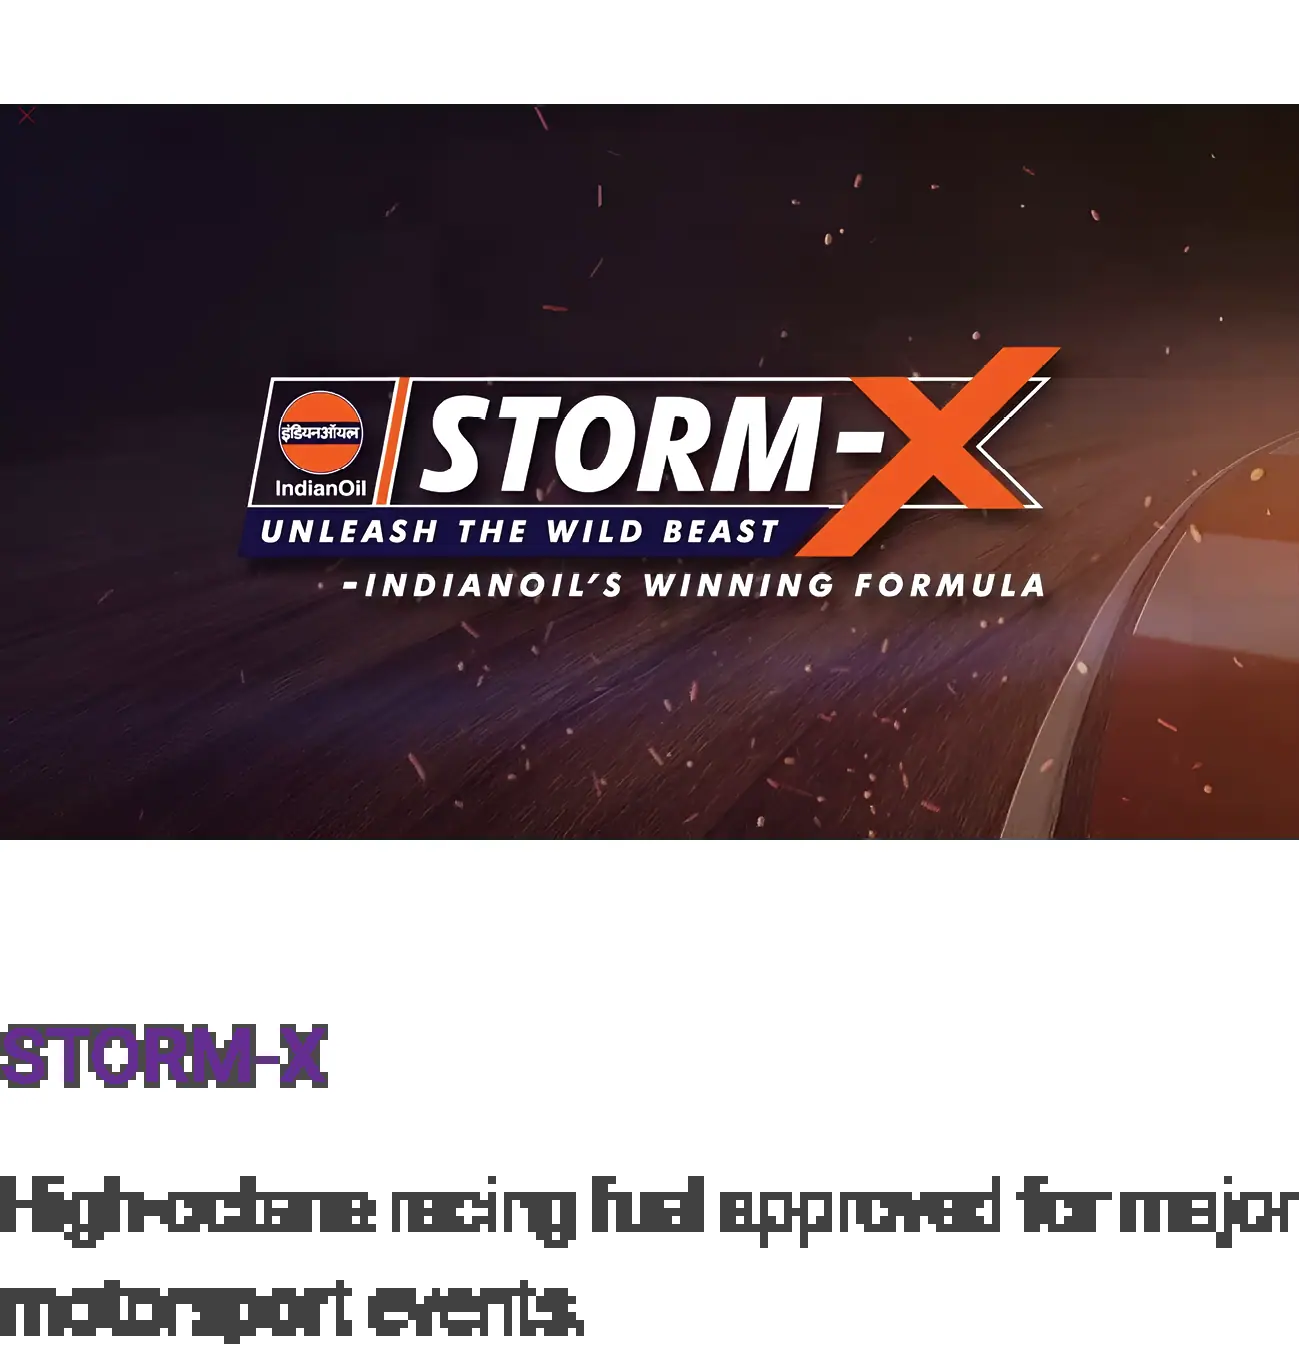 इंडियनऑयल
IndianOil
STORM-X
UNLEASH THE WILD BEAST
-INDIANOIL'S WINNING FORMULA
STORM-X
High-octane racing fuel approved for major
motorsport events.